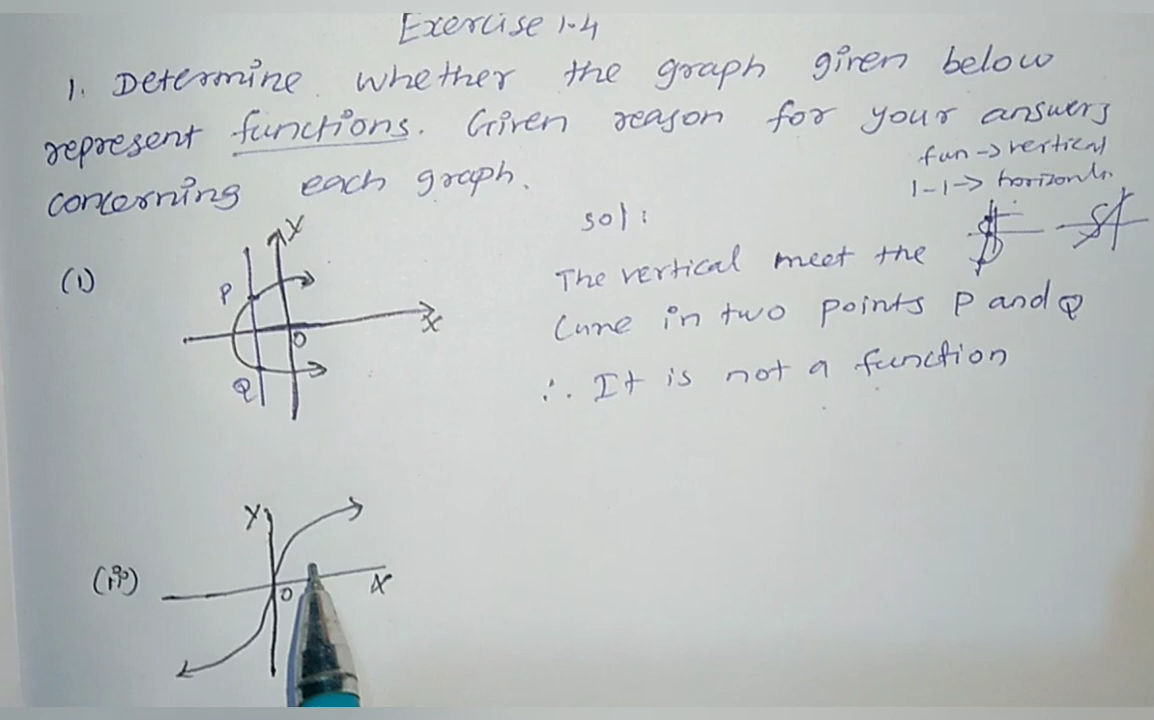 Exercise 1.4
1. Determine whether the graph given below
represent functions. Given reason for your answers
fun -> vertical
concerning each graph.
1-1 ->
sol:
(i)
Y
P
The vertical meet the
X
O
Curve in two points P and Q
Q
∴ It is not a function
Y
(ii)
O
X